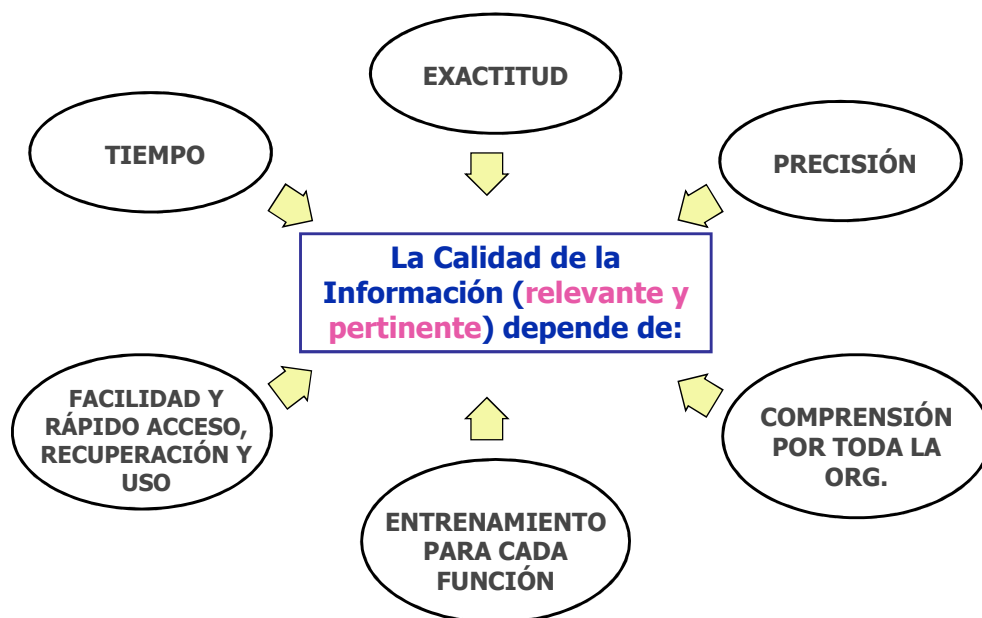 EXACTITUD
TIEMPO
PRECISIÓN
La Calidad de la
Información (relevante y
pertinente) depende de:
FACILIDAD Y
RÁPIDO ACCESO,
RECUPERACIÓN Y
USO
COMPRENSIÓN
POR TODA LA
ORG.
ENTRENAMIENTO
PARA CADA
FUNCIÓN